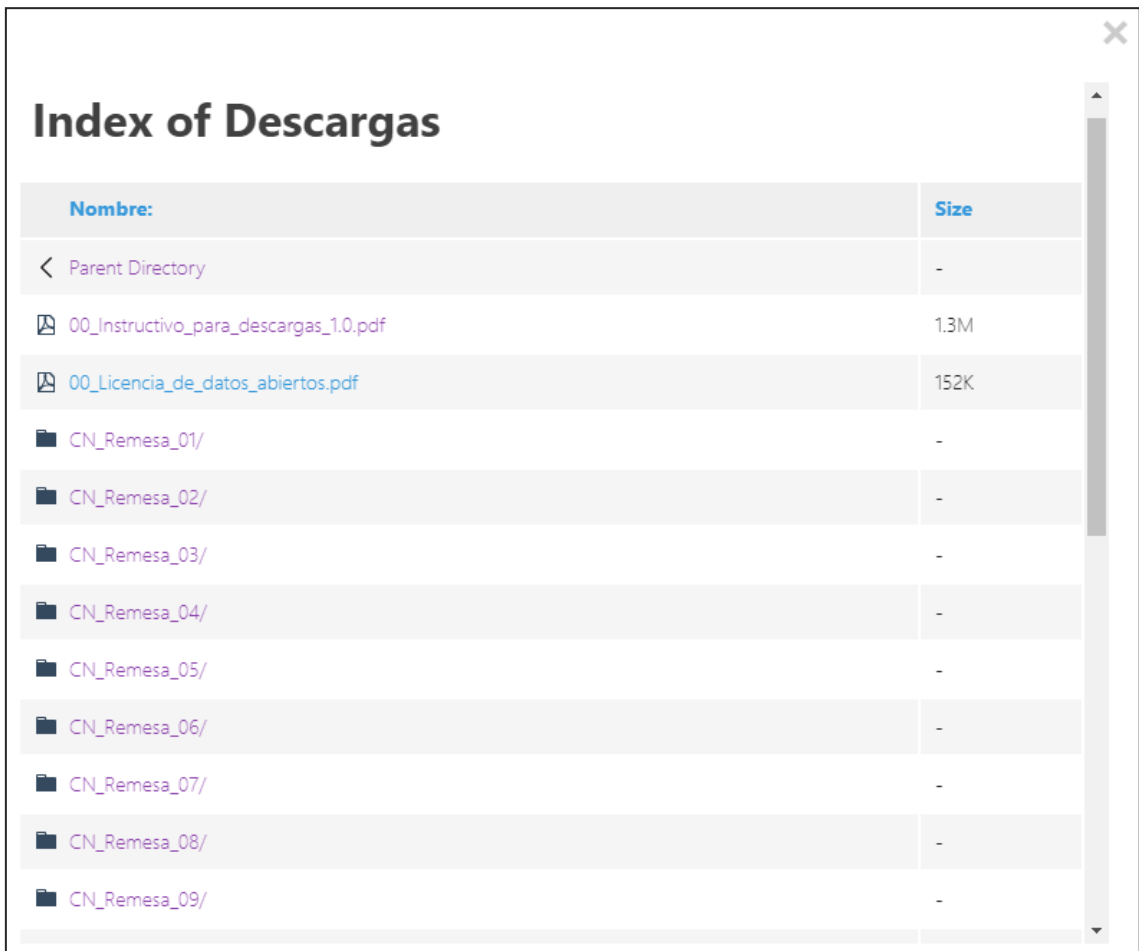 Index of Descargas
Nombre: Size
Parent Directory -
00_Instructivo_para_descargas_1.0.pdf 1.3M
00_Licencia_de_datos_abiertos.pdf 152K
CN_Remesa_01/ -
CN_Remesa_02/ -
CN_Remesa_03/ -
CN_Remesa_04/ -
CN_Remesa_05/ -
CN_Remesa_06/ -
CN_Remesa_07/ -
CN_Remesa_08/ -
CN_Remesa_09/ -